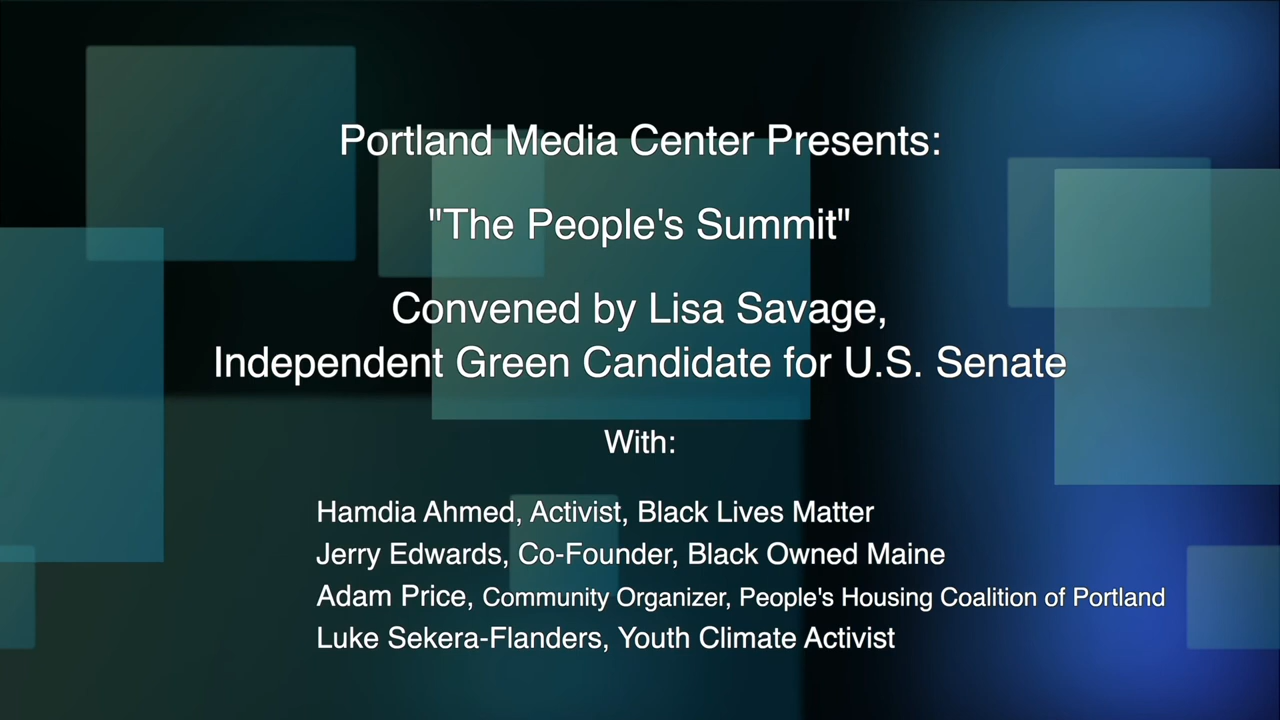 Portland Media Center Presents:
"The People's Summit"
Convened by Lisa Savage,
Independent Green Candidate for U.S. Senate
With:
Hamdia Ahmed, Activist, Black Lives Matter
Jerry Edwards, Co-Founder, Black Owned Maine
Adam Price, Community Organizer, People's Housing Coalition of Portland
Luke Sekera-Flanders, Youth Climate Activist